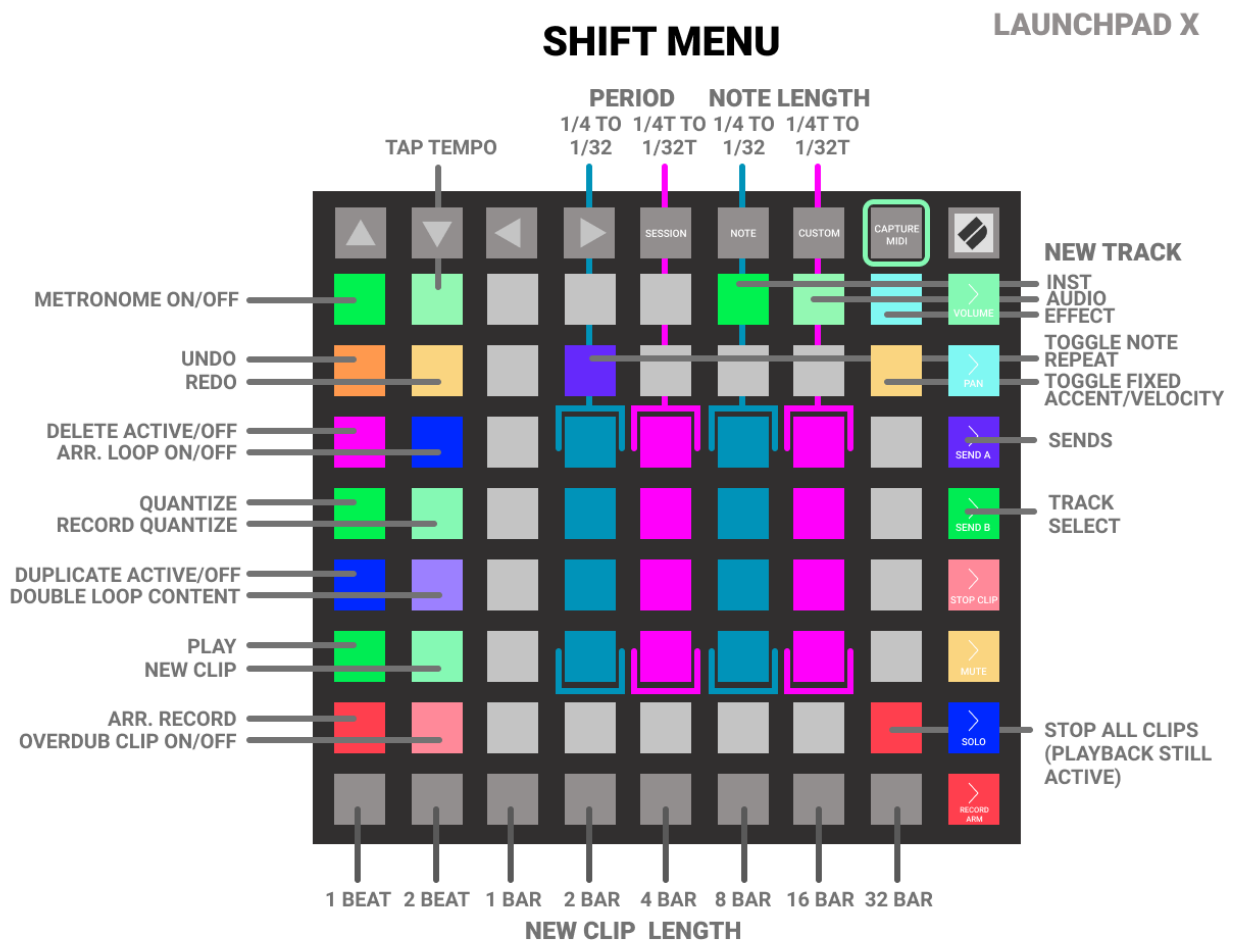 LAUNCHPAD X
SHIFT MENU
PERIOD
NOTE LENGTH
1/4 TO
1/32
1/4T TO
1/32T
1/4 TO
1/32
1/4T TO
1/32T
TAP TEMPO
SESSION
NOTE
CUSTOM
CAPTURE
MIDI
NEW TRACK
INST
AUDIO
EFFECT
METRONOME ON/OFF
VOLUME
TOGGLE NOTE
REPEAT
UNDO
REDO
PAN
TOGGLE FIXED
ACCENT/VELOCITY
DELETE ACTIVE/OFF
ARR. LOOP ON/OFF
SEND A
SENDS
QUANTIZE
RECORD QUANTIZE
SEND B
TRACK
SELECT
DUPLICATE ACTIVE/OFF
DOUBLE LOOP CONTENT
STOP CLIP
PLAY
NEW CLIP
MUTE
ARR. RECORD
OVERDUB CLIP ON/OFF
SOLO
STOP ALL CLIPS
(PLAYBACK STILL
ACTIVE)
RECORD
ARM
1 BEAT
2 BEAT
1 BAR
2 BAR
4 BAR
8 BAR
16 BAR
32 BAR
NEW CLIP LENGTH